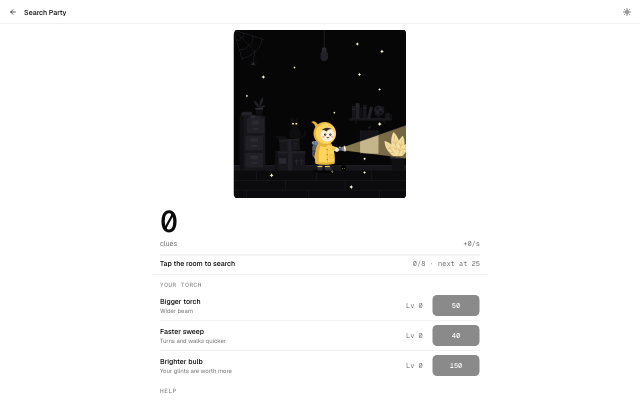 Search Party
0
clues
+0/s
Tap the room to search
0/8 · next at 25
YOUR TORCH
Bigger torch
Wider beam
Lv 0
50
Faster sweep
Turns and walks quicker
Lv 0
40
Brighter bulb
Your glints are worth more
Lv 0
150
HELP